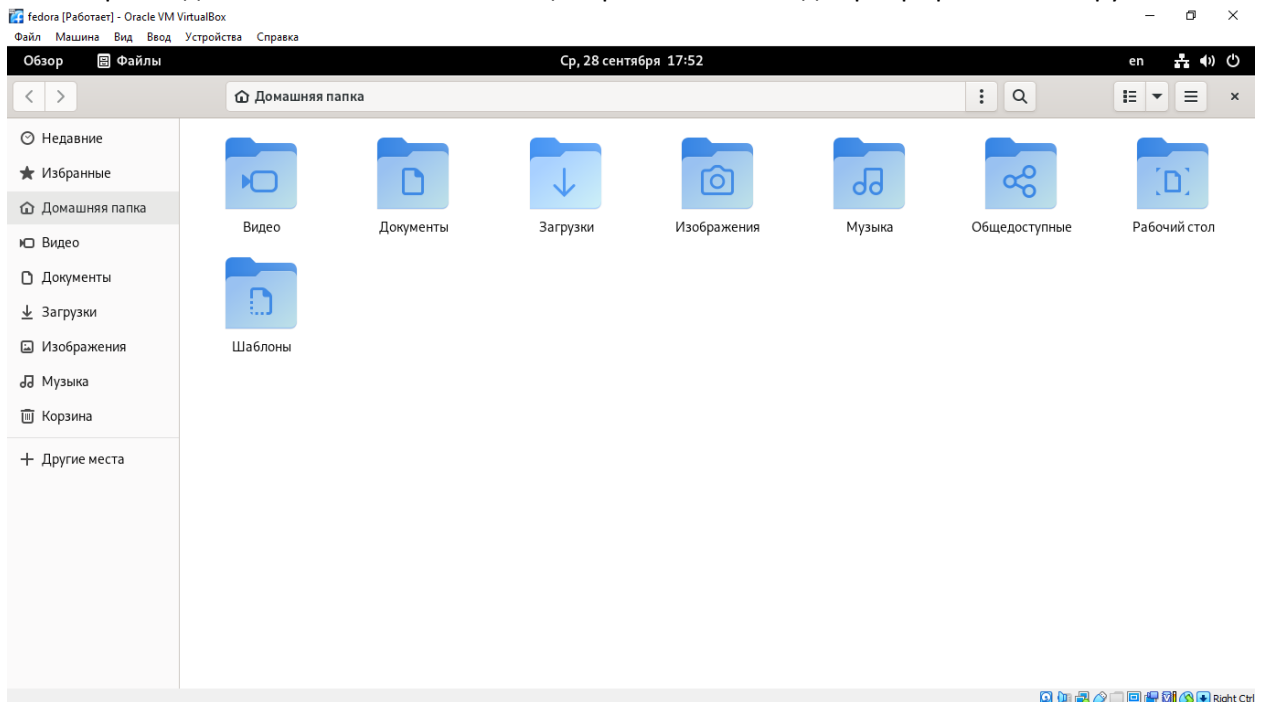 fedora [Работает] - Oracle VM VirtualBox
Файл Машина Вид Ввод Устройства Справка
Обзор Файлы Ср, 28 сентября 17:52 en
Домашняя папка
Недавние
Избранные
Домашняя папка
Видео
Документы
Загрузки
Изображения
Музыка
Корзина
Другие места
Видео Документы Загрузки Изображения Музыка Общедоступные Рабочий стол
Шаблоны
Right Ctrl